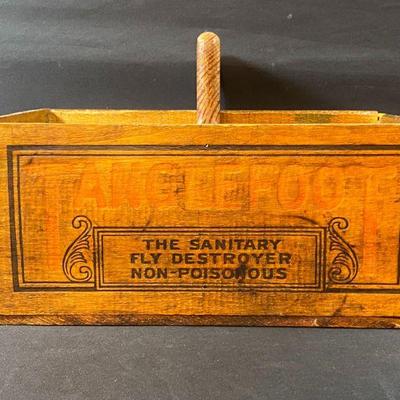 TANGLEFOOT
THE SANITARY
FLY DESTROYER
NON-POISONOUS